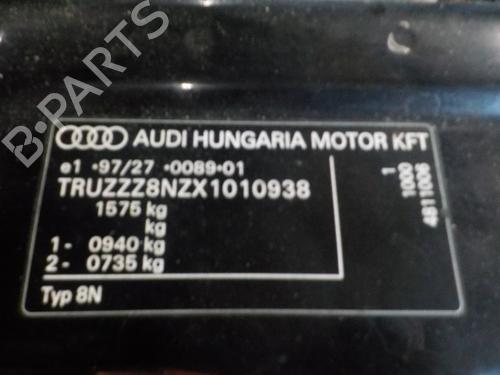 AUDI HUNGARIA MOTOR KFT
e1 *97/27 *0089*01
TRUZZZ8NZX1010938
1575 kg
kg
1- 0940 kg
2- 0735 kg
Typ 8N
1
1000
4811006
B-PARTS